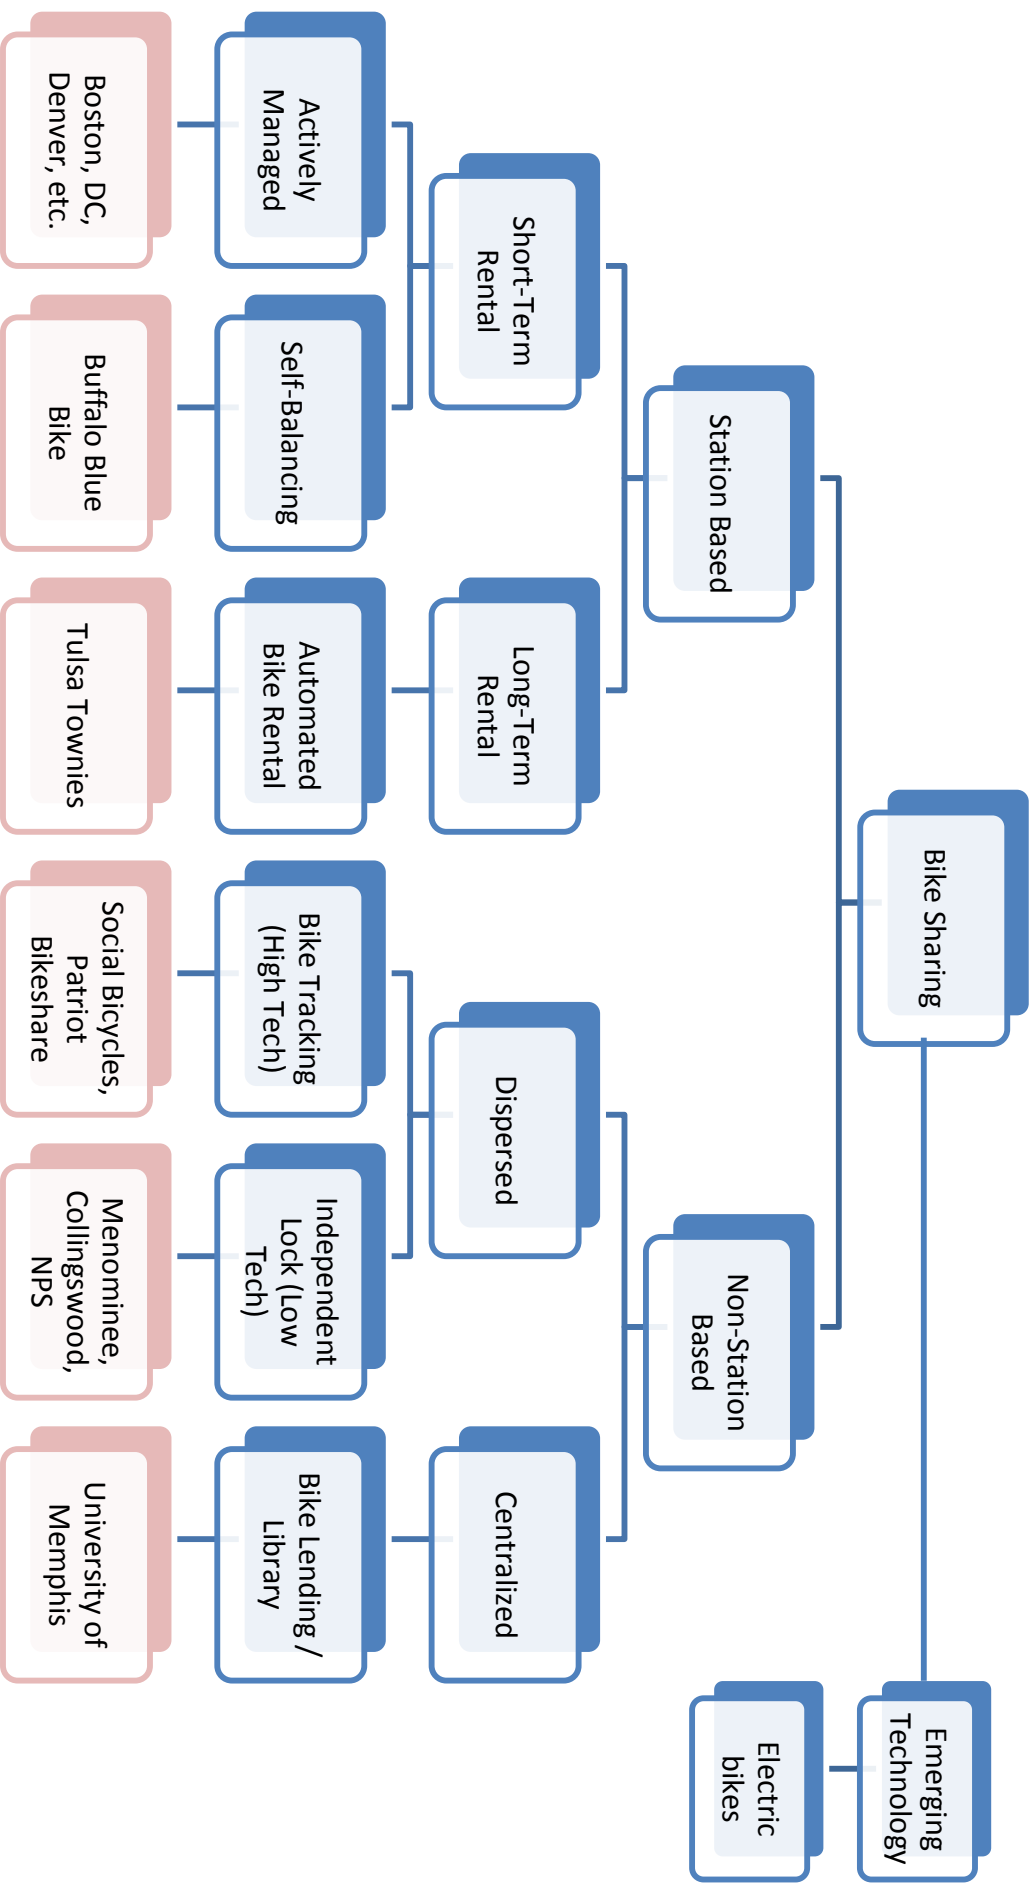 Bike Sharing
Emerging
Technology
Station Based
Non-Station
Based
Electric
bikes
Short-Term
Rental
Long-Term
Rental
Dispersed
Centralized
Actively
Managed
Self-Balancing
Automated
Bike Rental
Bike Tracking
(High Tech)
Independent
Lock (Low
Tech)
Bike Lending /
Library
Boston, DC,
Denver, etc.
Buffalo Blue
Bike
Tulsa Townies
Social Bicycles,
Patriot
Bikeshare
Menominee,
Collingswood,
NPS
University of
Memphis